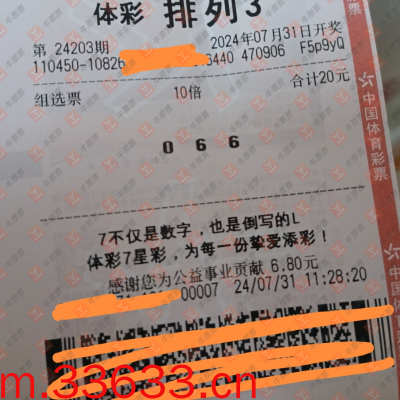 体彩 排列3
第 24203期 2024年07月31日开奖
110450-10826 6440 470906 F5p9yQ
组选票 10倍 合计20元
0 6 6
7不仅是数字，也是倒写的L
体彩7星彩，为每一份挚爱添彩！
感谢您为公益事业贡献 6.80元
00007 24/07/31 11:28:20
中国体育彩票
m.33633.cn